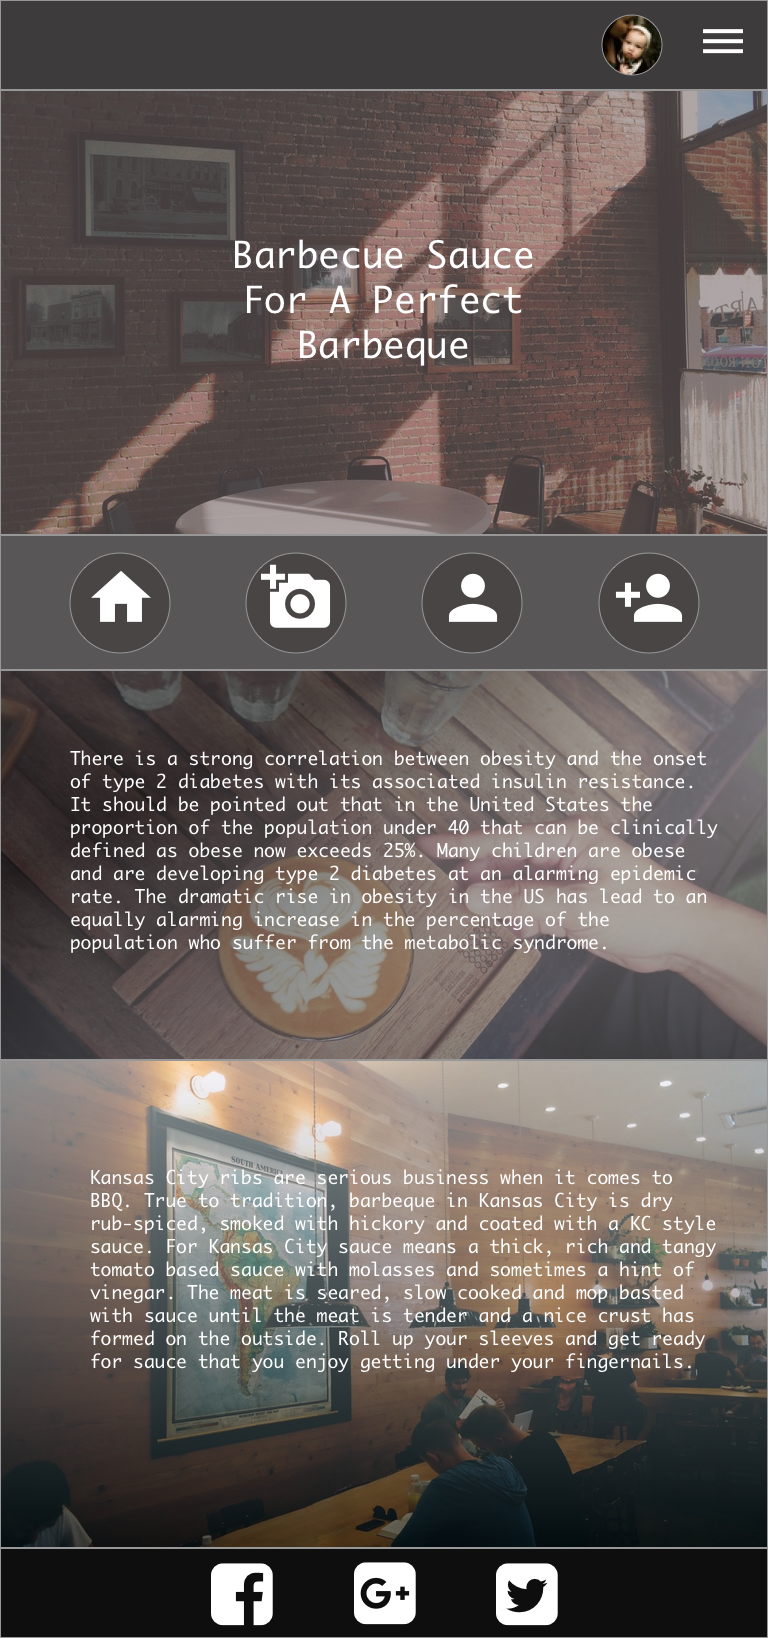 Barbecue Sauce
For A Perfect
Barbeque
There is a strong correlation between obesity and the onset
of type 2 diabetes with its associated insulin resistance.
It should be pointed out that in the United States the
proportion of the population under 40 that can be clinically
defined as obese now exceeds 25%. Many children are obese
and are developing type 2 diabetes at an alarming epidemic
rate. The dramatic rise in obesity in the US has lead to an
equally alarming increase in the percentage of the
population who suffer from the metabolic syndrome.
SOUTH AMERICA
Kansas City ribs are serious business when it comes to
BBQ. True to tradition, barbeque in Kansas City is dry
rub-spiced, smoked with hickory and coated with a KC style
sauce. For Kansas City sauce means a thick, rich and tangy
tomato based sauce with molasses and sometimes a hint of
vinegar. The meat is seared, slow cooked and mop basted
with sauce until the meat is tender and a nice crust has
formed on the outside. Roll up your sleeves and get ready
for sauce that you enjoy getting under your fingernails.